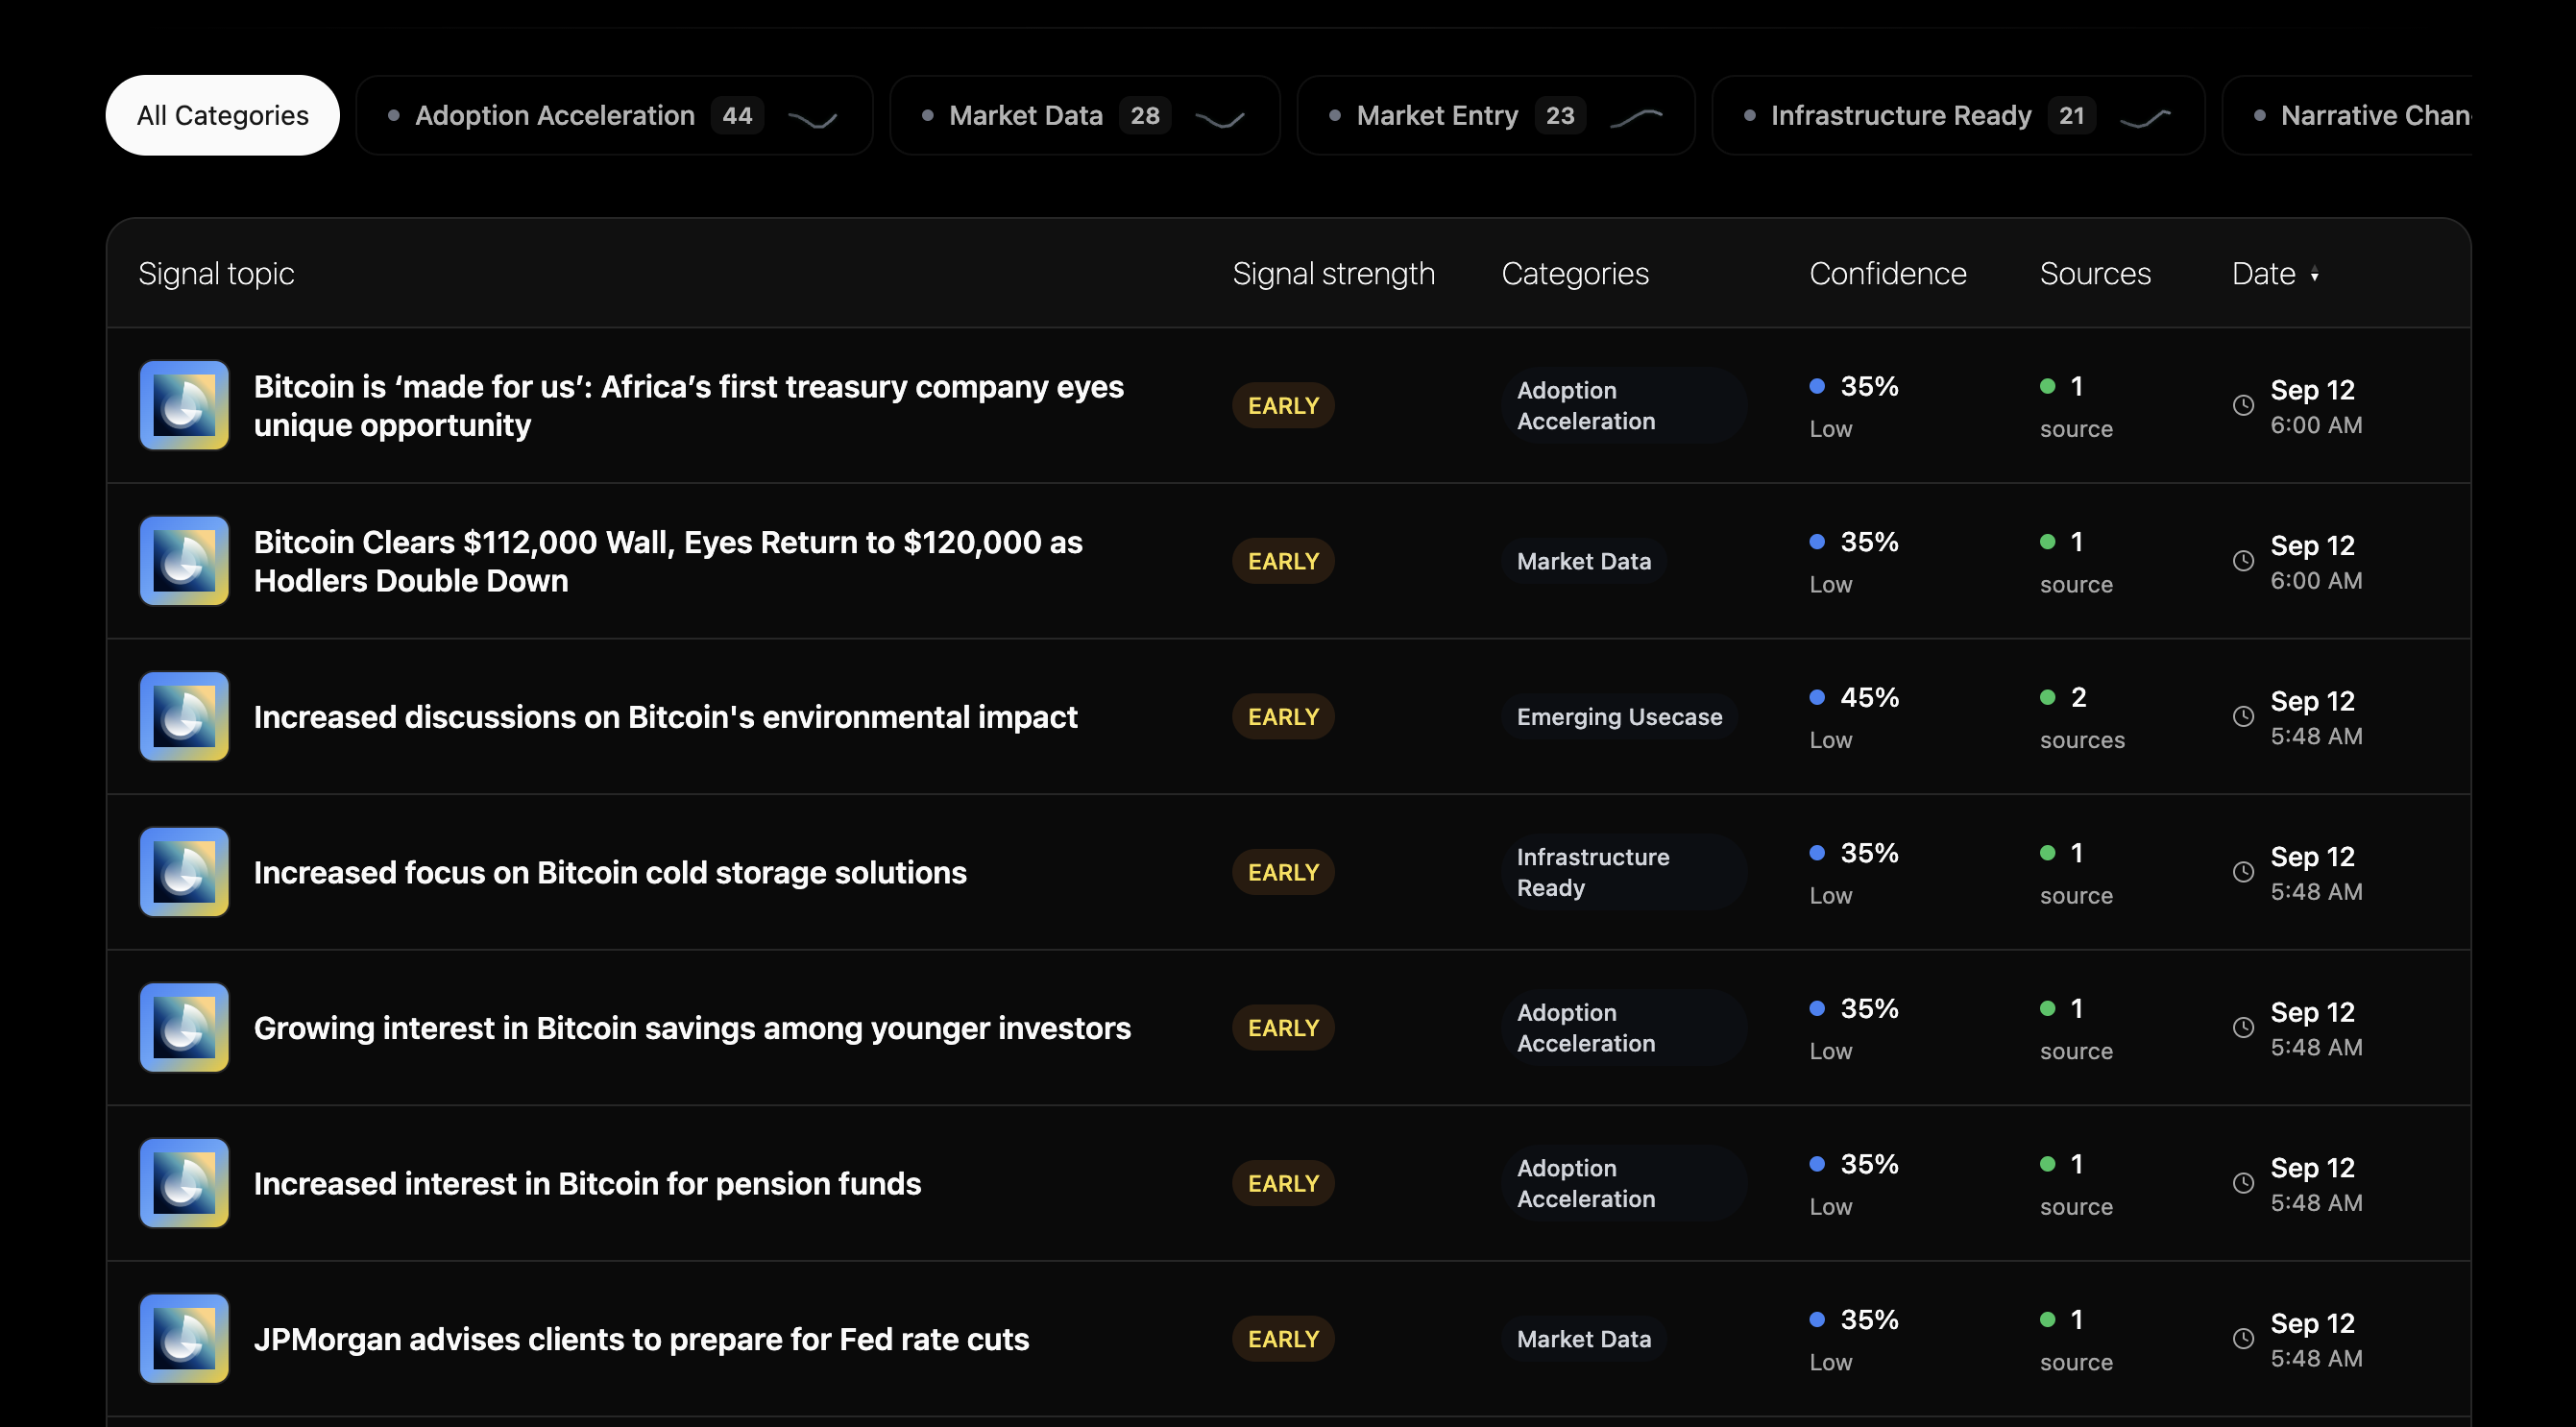 All Categories
Adoption Acceleration 44
Market Data 28
Market Entry 23
Infrastructure Ready 21
Narrative Chan
Signal topic
Signal strength
Categories
Confidence
Sources
Date
Bitcoin is ‘made for us’: Africa’s first treasury company eyes
unique opportunity
EARLY
Adoption
Acceleration
35%
Low
1
source
Sep 12
6:00 AM
Bitcoin Clears $112,000 Wall, Eyes Return to $120,000 as
Hodlers Double Down
EARLY
Market Data
35%
Low
1
source
Sep 12
6:00 AM
Increased discussions on Bitcoin's environmental impact
EARLY
Emerging Usecase
45%
Low
2
sources
Sep 12
5:48 AM
Increased focus on Bitcoin cold storage solutions
EARLY
Infrastructure
Ready
35%
Low
1
source
Sep 12
5:48 AM
Growing interest in Bitcoin savings among younger investors
EARLY
Adoption
Acceleration
35%
Low
1
source
Sep 12
5:48 AM
Increased interest in Bitcoin for pension funds
EARLY
Adoption
Acceleration
35%
Low
1
source
Sep 12
5:48 AM
JPMorgan advises clients to prepare for Fed rate cuts
EARLY
Market Data
35%
Low
1
source
Sep 12
5:48 AM